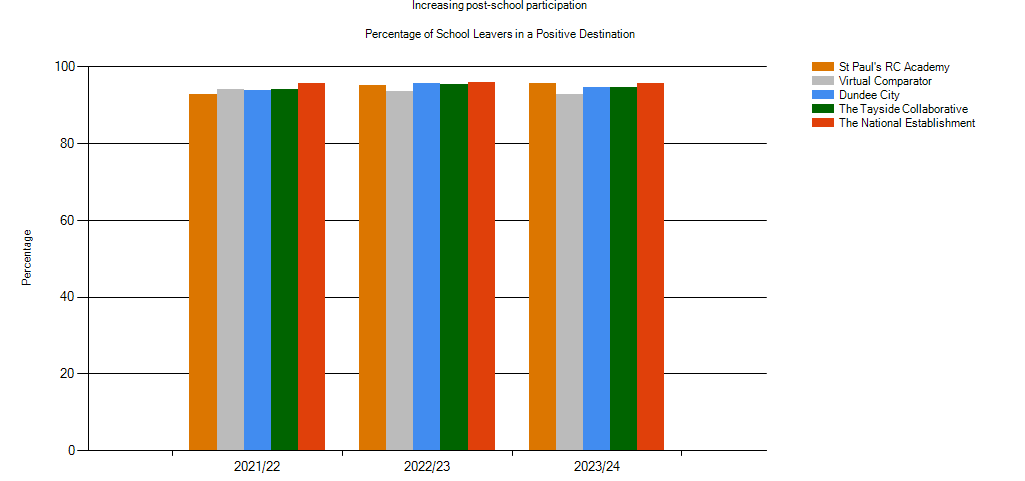 Increasing post-school participation
Percentage of School Leavers in a Positive Destination
100
80
60
40
20
0
Percentage
2021/22
2022/23
2023/24
St Paul's RC Academy
Virtual Comparator
Dundee City
The Tayside Collaborative
The National Establishment